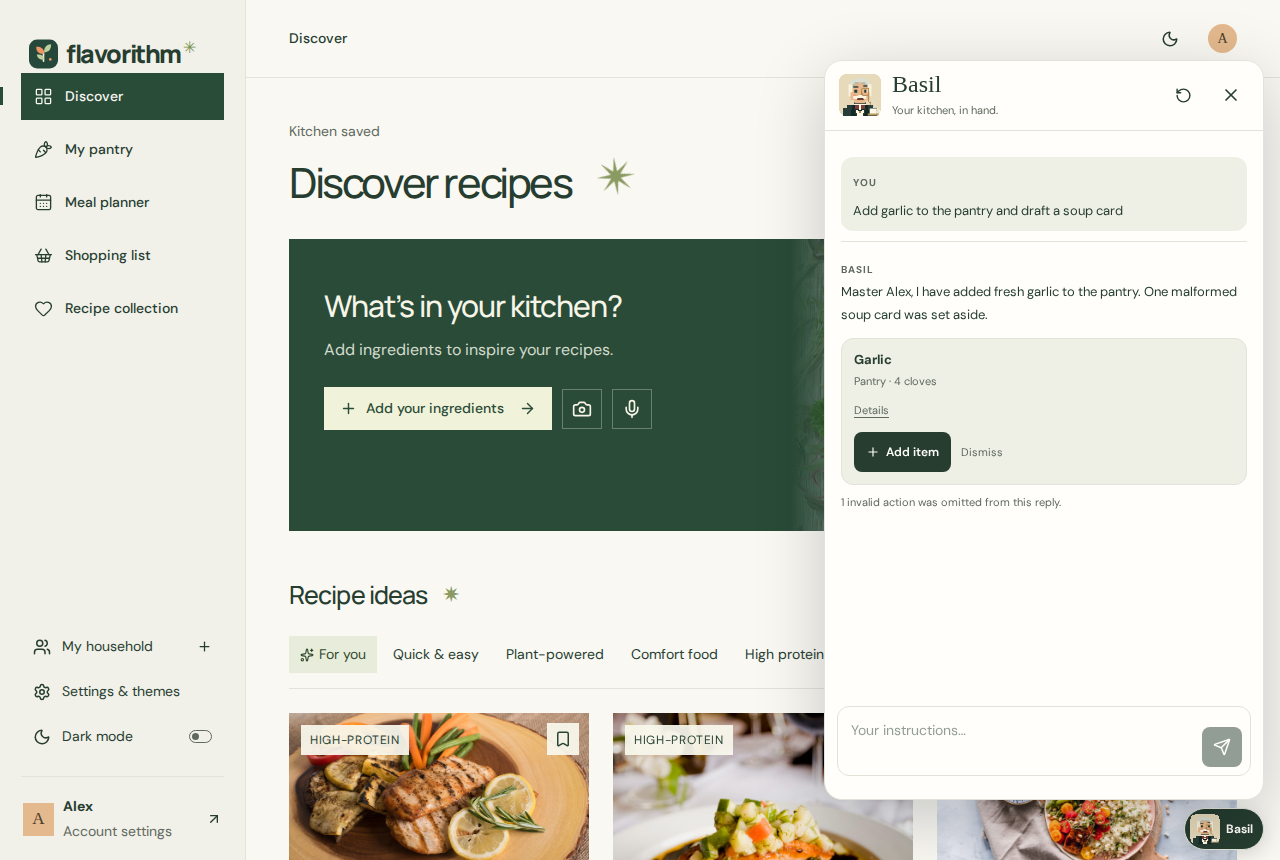 flavorithm
Discover
My pantry
Meal planner
Shopping list
Recipe collection
My household
Settings & themes
Dark mode
A
Alex
Account settings
Discover
A
Kitchen saved
Discover recipes
What's in your kitchen?
Add ingredients to inspire your recipes.
Add your ingredients
Recipe ideas
For you
Quick & easy
Plant-powered
Comfort food
High protein
HIGH-PROTEIN
HIGH-PROTEIN
Basil
Your kitchen, in hand.
YOU
Add garlic to the pantry and draft a soup card
BASIL
Master Alex, I have added fresh garlic to the pantry. One malformed
soup card was set aside.
Garlic
Pantry · 4 cloves
Details
Add item
Dismiss
1 invalid action was omitted from this reply.
Your instructions…
Basil